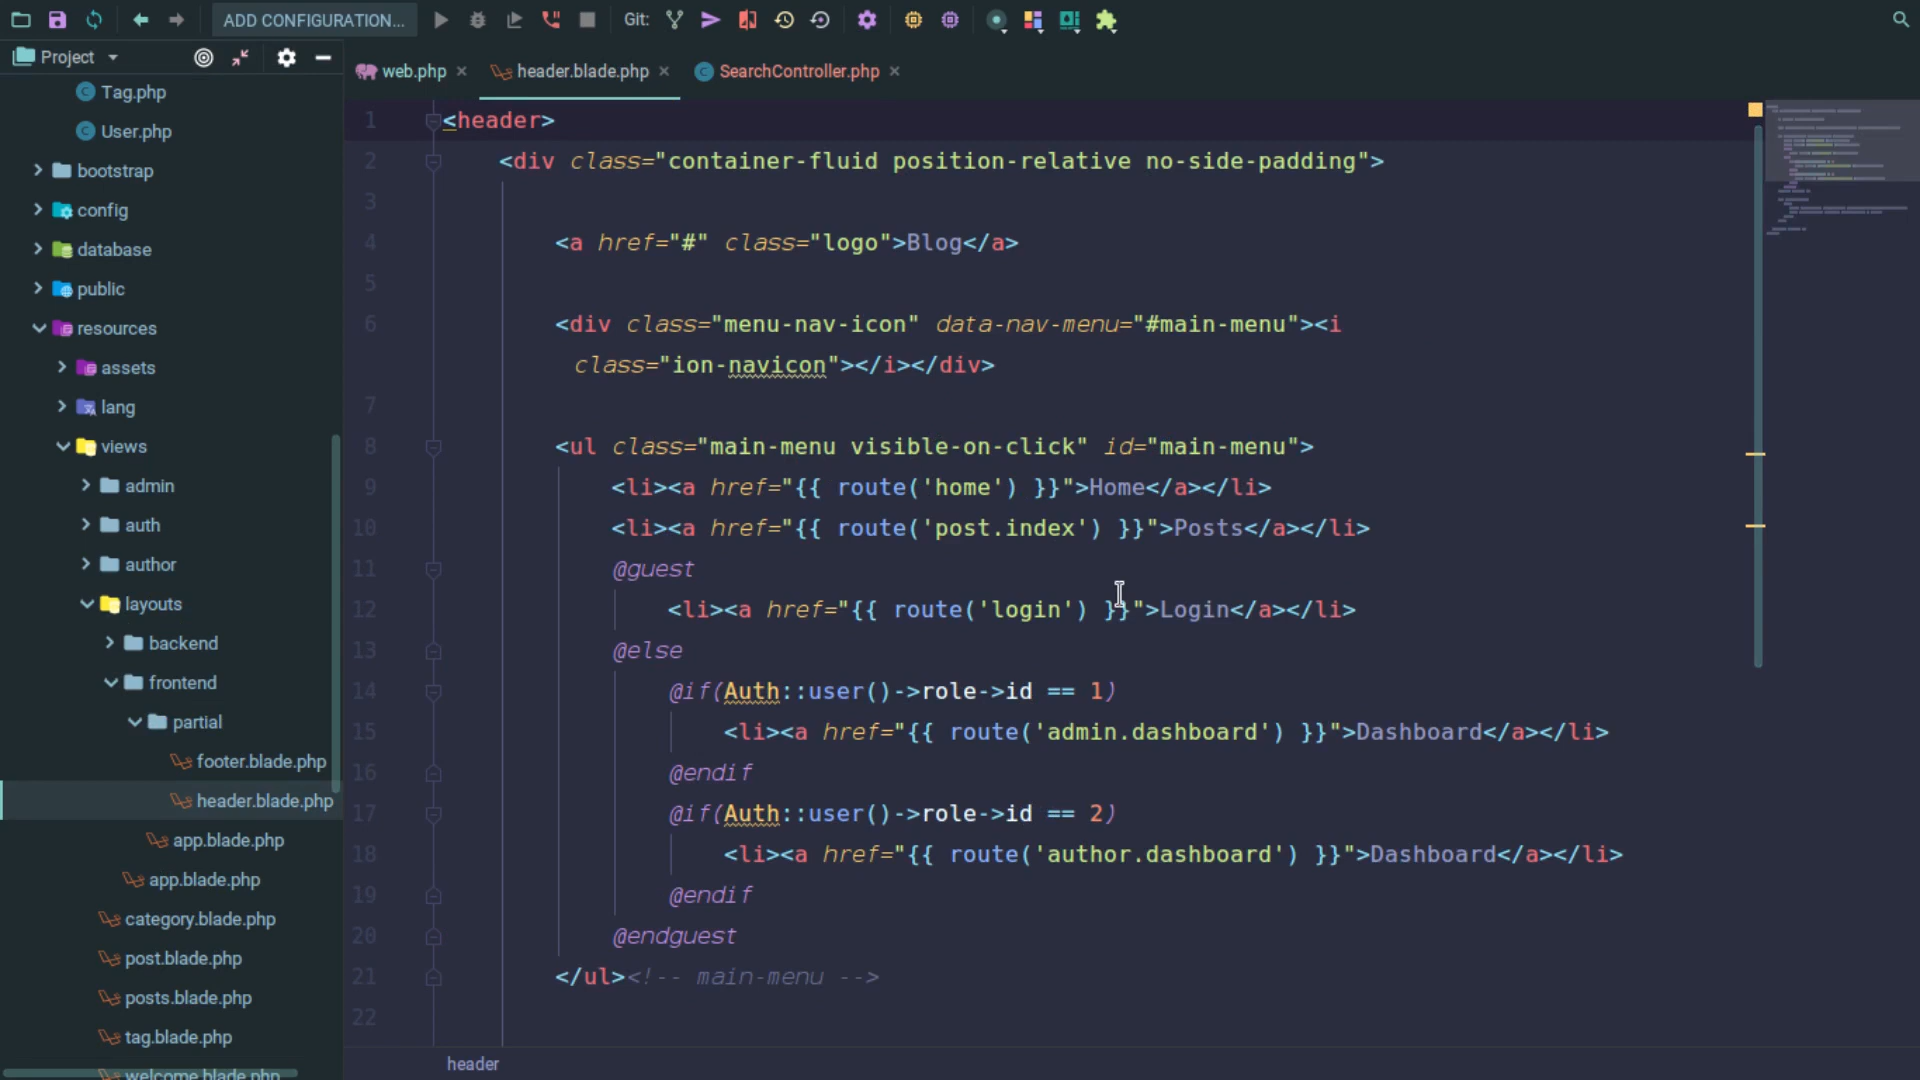 ADD CONFIGURATION...
Git:
Project
web.php
header.blade.php
SearchController.php
Tag.php
User.php
bootstrap
config
database
public
resources
assets
lang
views
admin
auth
author
layouts
backend
frontend
partial
footer.blade.php
header.blade.php
app.blade.php
app.blade.php
category.blade.php
post.blade.php
posts.blade.php
tag.blade.php
welcome.blade.php
1 <header>
2 <div class="container-fluid position-relative no-side-padding">
3
4 <a href="#" class="logo">Blog</a>
5
6 <div class="menu-nav-icon" data-nav-menu="#main-menu"><i
class="ion-navicon"></i></div>
7
8 <ul class="main-menu visible-on-click" id="main-menu">
9 <li><a href="{{ route('home') }}">Home</a></li>
10 <li><a href="{{ route('post.index') }}">Posts</a></li>
11 @guest
12 <li><a href="{{ route('login') }}">Login</a></li>
13 @else
14 @if(Auth::user()->role->id == 1)
15 <li><a href="{{ route('admin.dashboard') }}">Dashboard</a></li>
16 @endif
17 @if(Auth::user()->role->id == 2)
18 <li><a href="{{ route('author.dashboard') }}">Dashboard</a></li>
19 @endif
20 @endguest
21 </ul><!-- main-menu -->
22
header